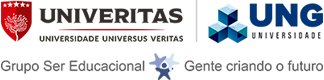 UNIVERITAS
UNIVERSIDADE UNIVERSUS VERITAS
UNG
UNIVERSIDADE
Grupo Ser Educacional Gente criando o futuro